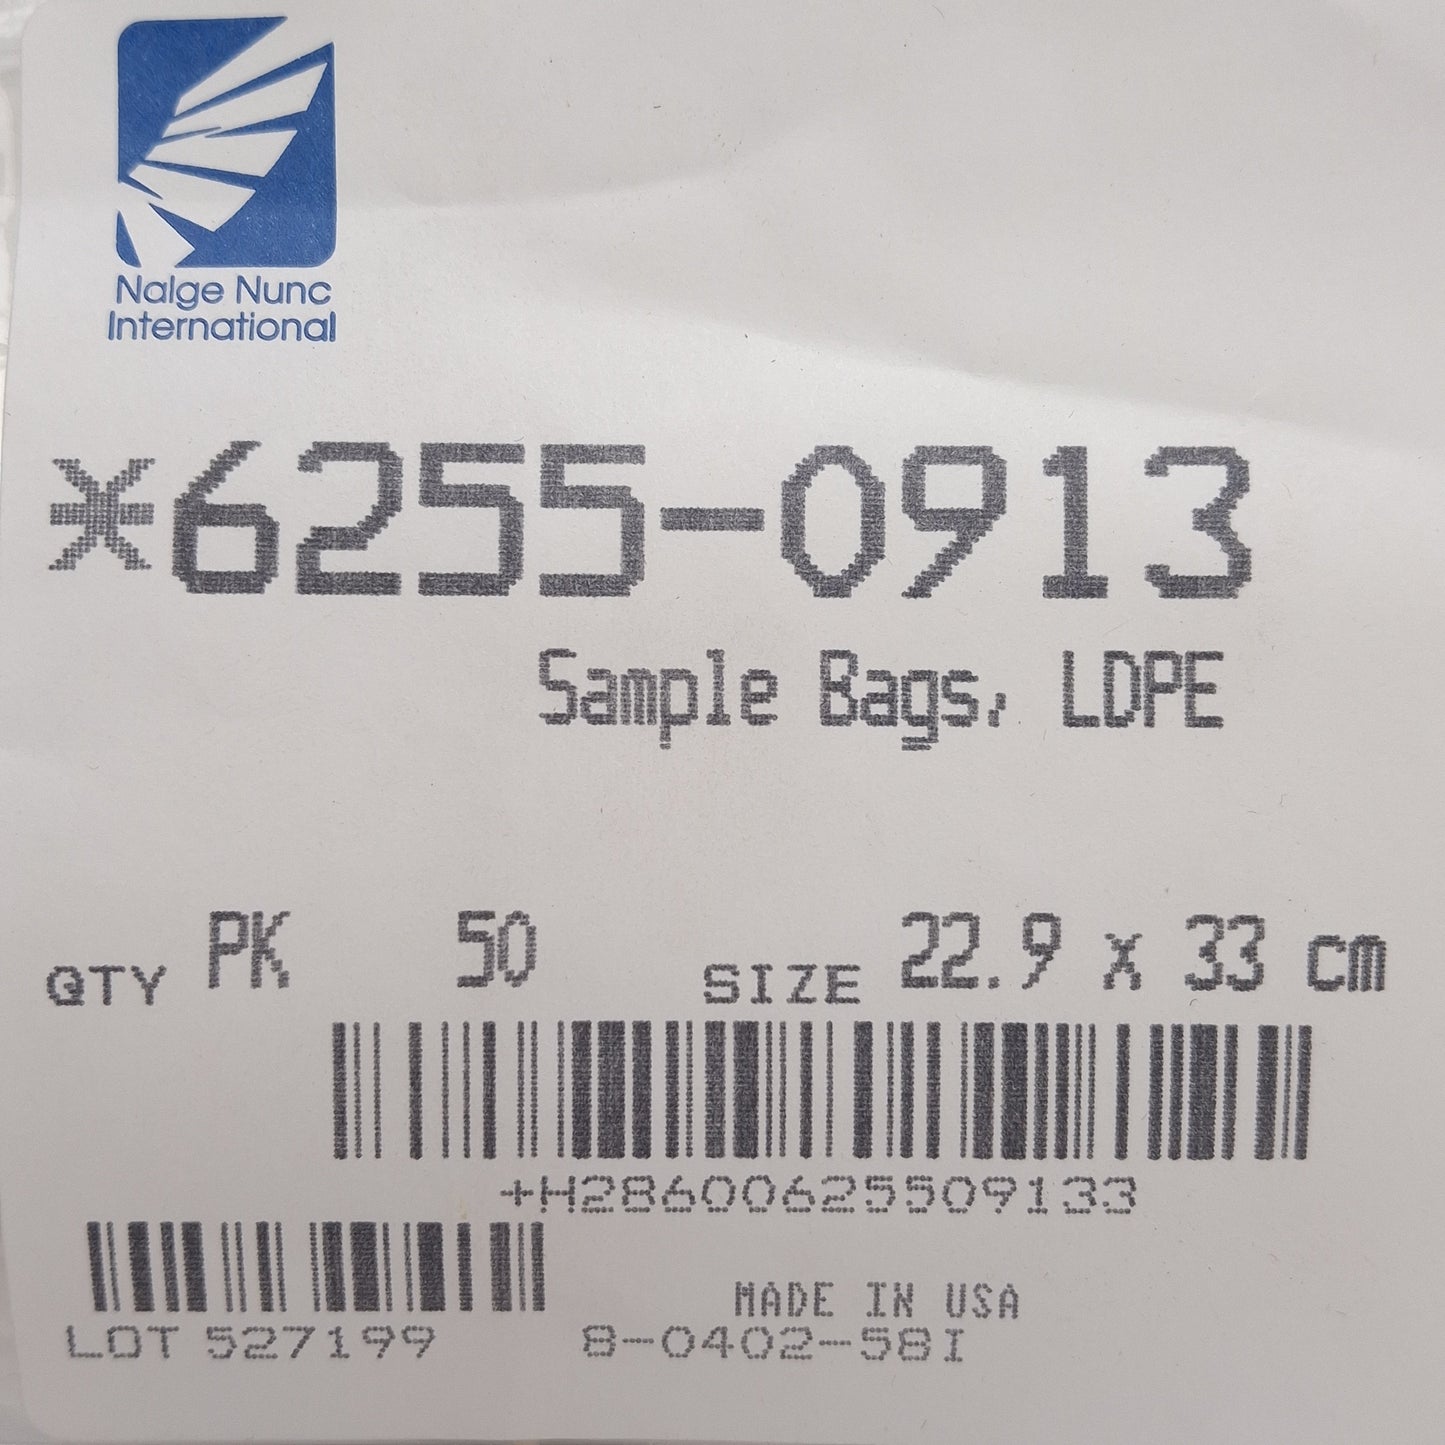 Nalge Nunc
International
*6255-0913
Sample Bags, LDPE
QTY PK 50 SIZE 22.9 x 33 cm
+H28600625509133
LOT 527199
MADE IN USA
8-0402-58I